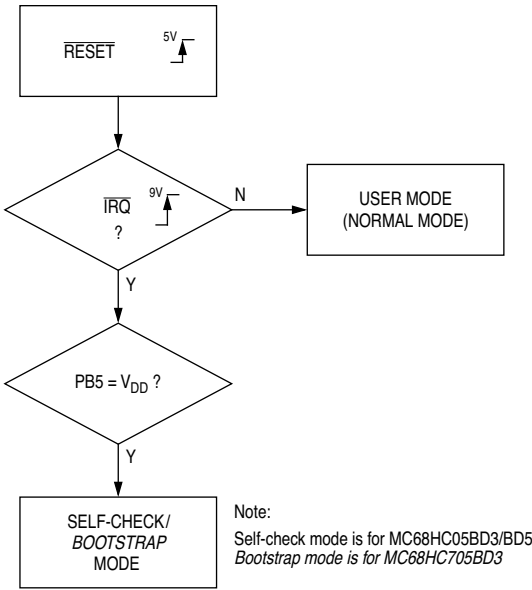 RESET 5V
IRQ 9V
?
N
USER MODE
(NORMAL MODE)
Y
PB5 = VDD ?
Y
SELF-CHECK/
BOOTSTRAP
MODE
Note:
Self-check mode is for MC68HC05BD3/BD5
Bootstrap mode is for MC68HC705BD3